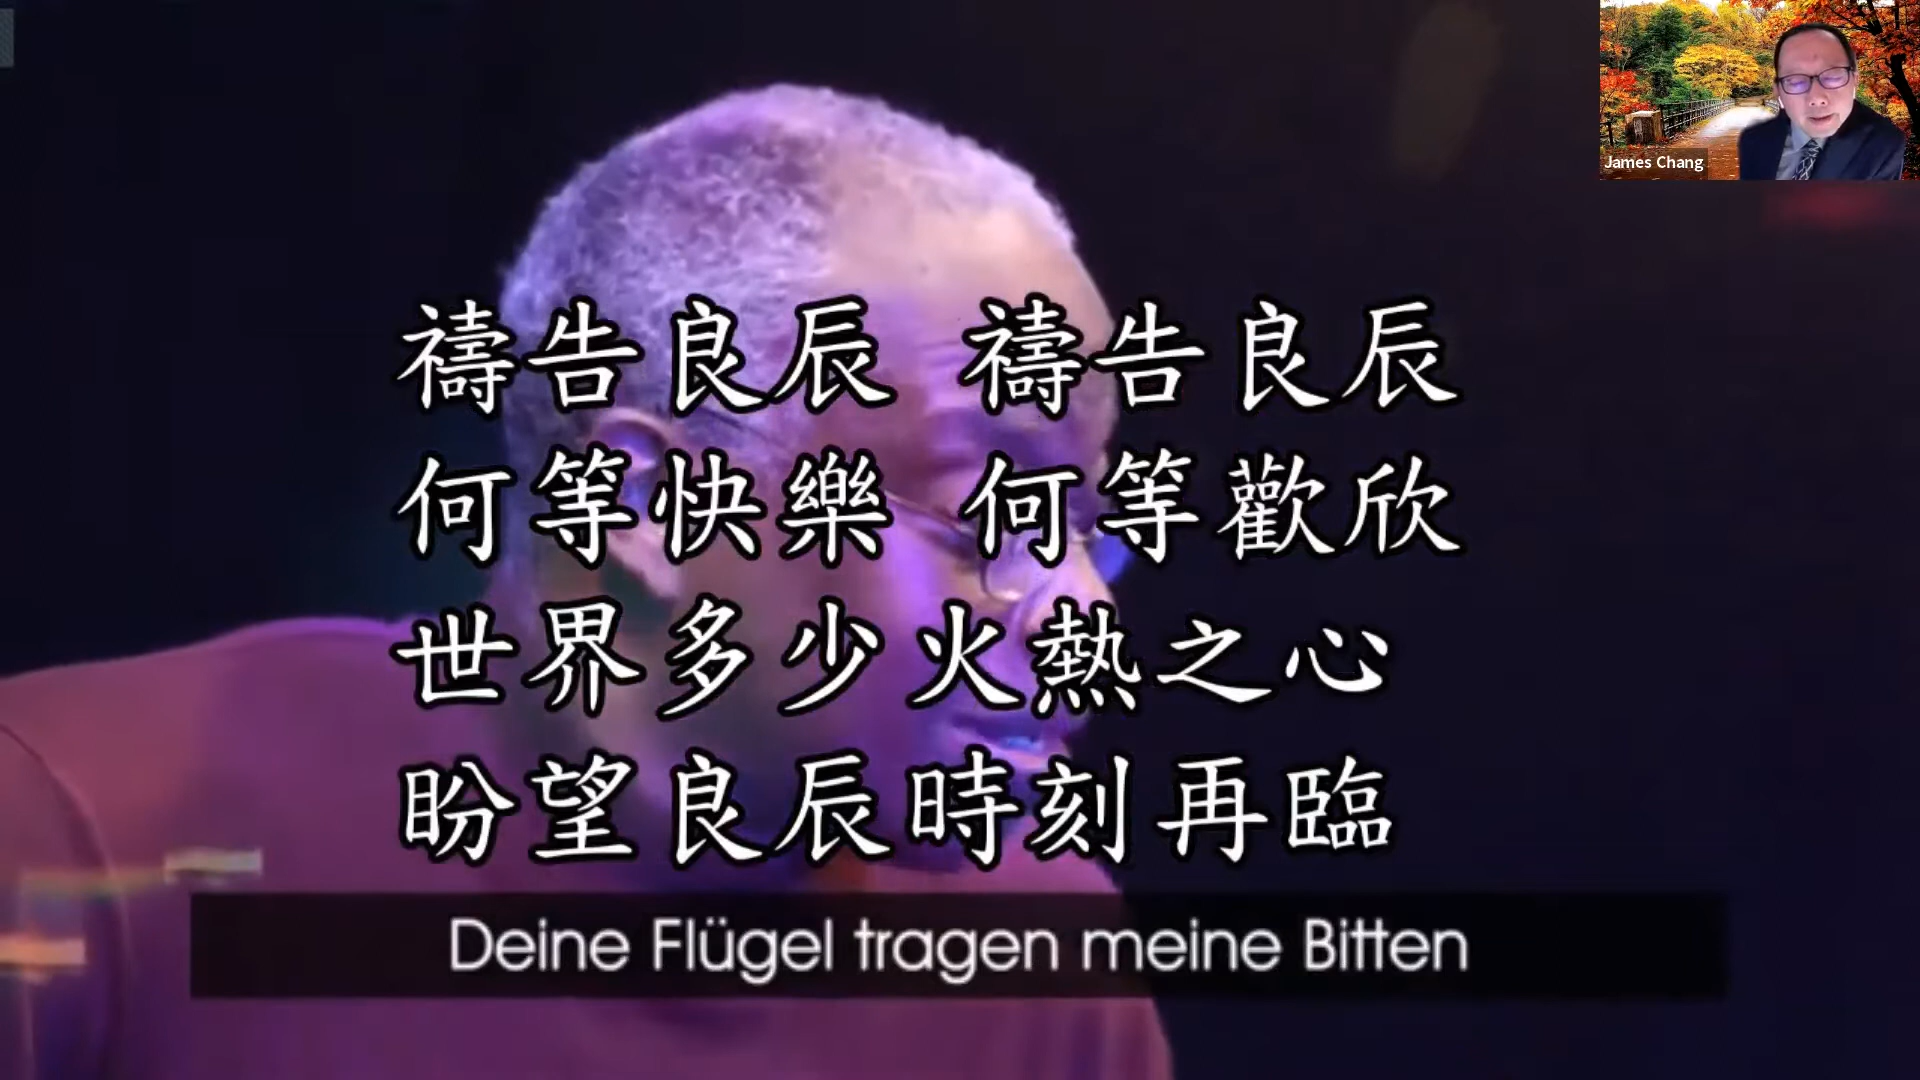 James Chang
禱告良辰 禱告良辰
何等快樂 何等歡欣
世界多少火熱之心
盼望良辰時刻再臨
Deine Flügel tragen meine Bitten